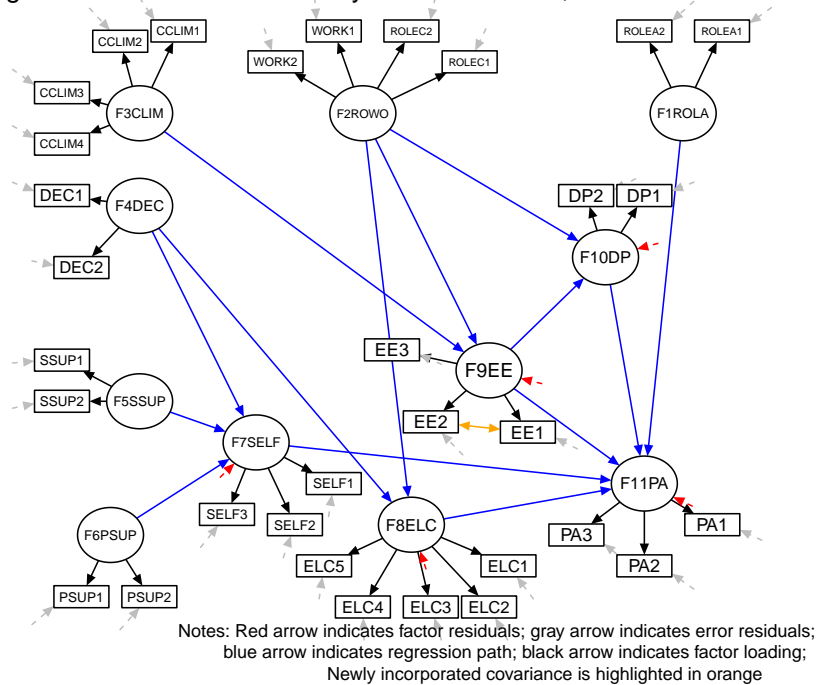 CCLIM1
CCLIM2
WORK1
ROLEC2
ROLEA2
ROLEA1
WORK2
ROLEC1
CCLIM3
F3CLIM
F2ROWO
F1ROLA
CCLIM4
DEC1
F4DEC
DP2
DP1
DEC2
F10DP
EE3
SSUP1
F9EE
SSUP2
F5SSUP
EE2
EE1
F7SELF
SELF1
F11PA
SELF3
SELF2
F8ELC
PA1
F6PSUP
PA3
ELC5
ELC1
PA2
PSUP1
PSUP2
ELC4
ELC3
ELC2
Notes: Red arrow indicates factor residuals; gray arrow indicates error residuals;
blue arrow indicates regression path; black arrow indicates factor loading;
Newly incorporated covariance is highlighted in orange